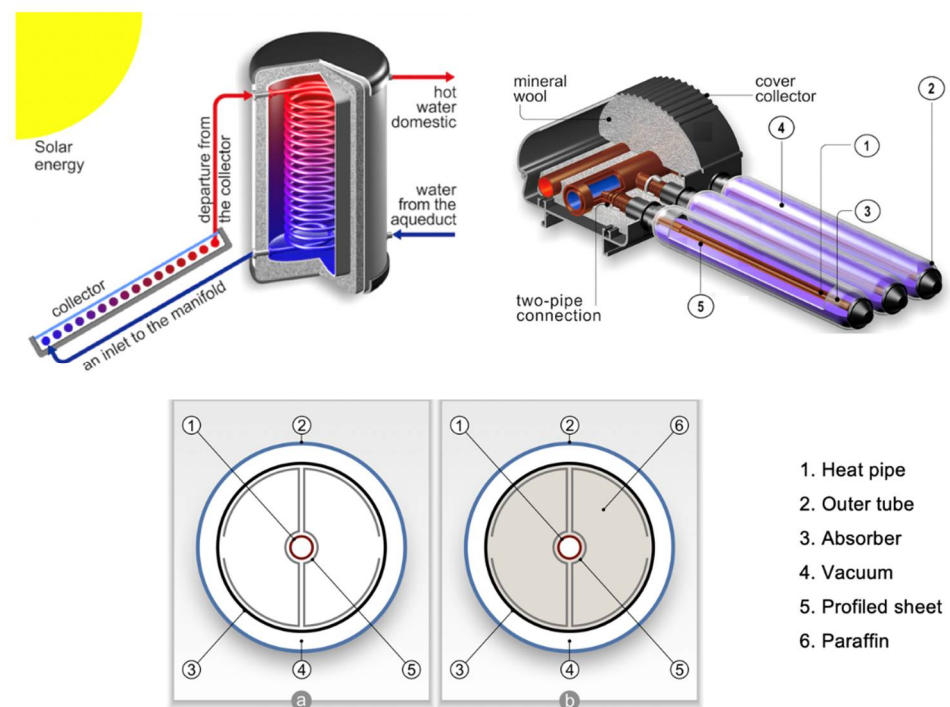 Solar
energy
departure from
the collector
hot
water
domestic
water
from the
aqueduct
collector
an inlet to the manifold
mineral
wool
cover
collector
4
2
1
3
two-pipe
connection
5
1
2
3
4
5
a
1
2
6
3
4
5
b
1. Heat pipe
2. Outer tube
3. Absorber
4. Vacuum
5. Profiled sheet
6. Paraffin